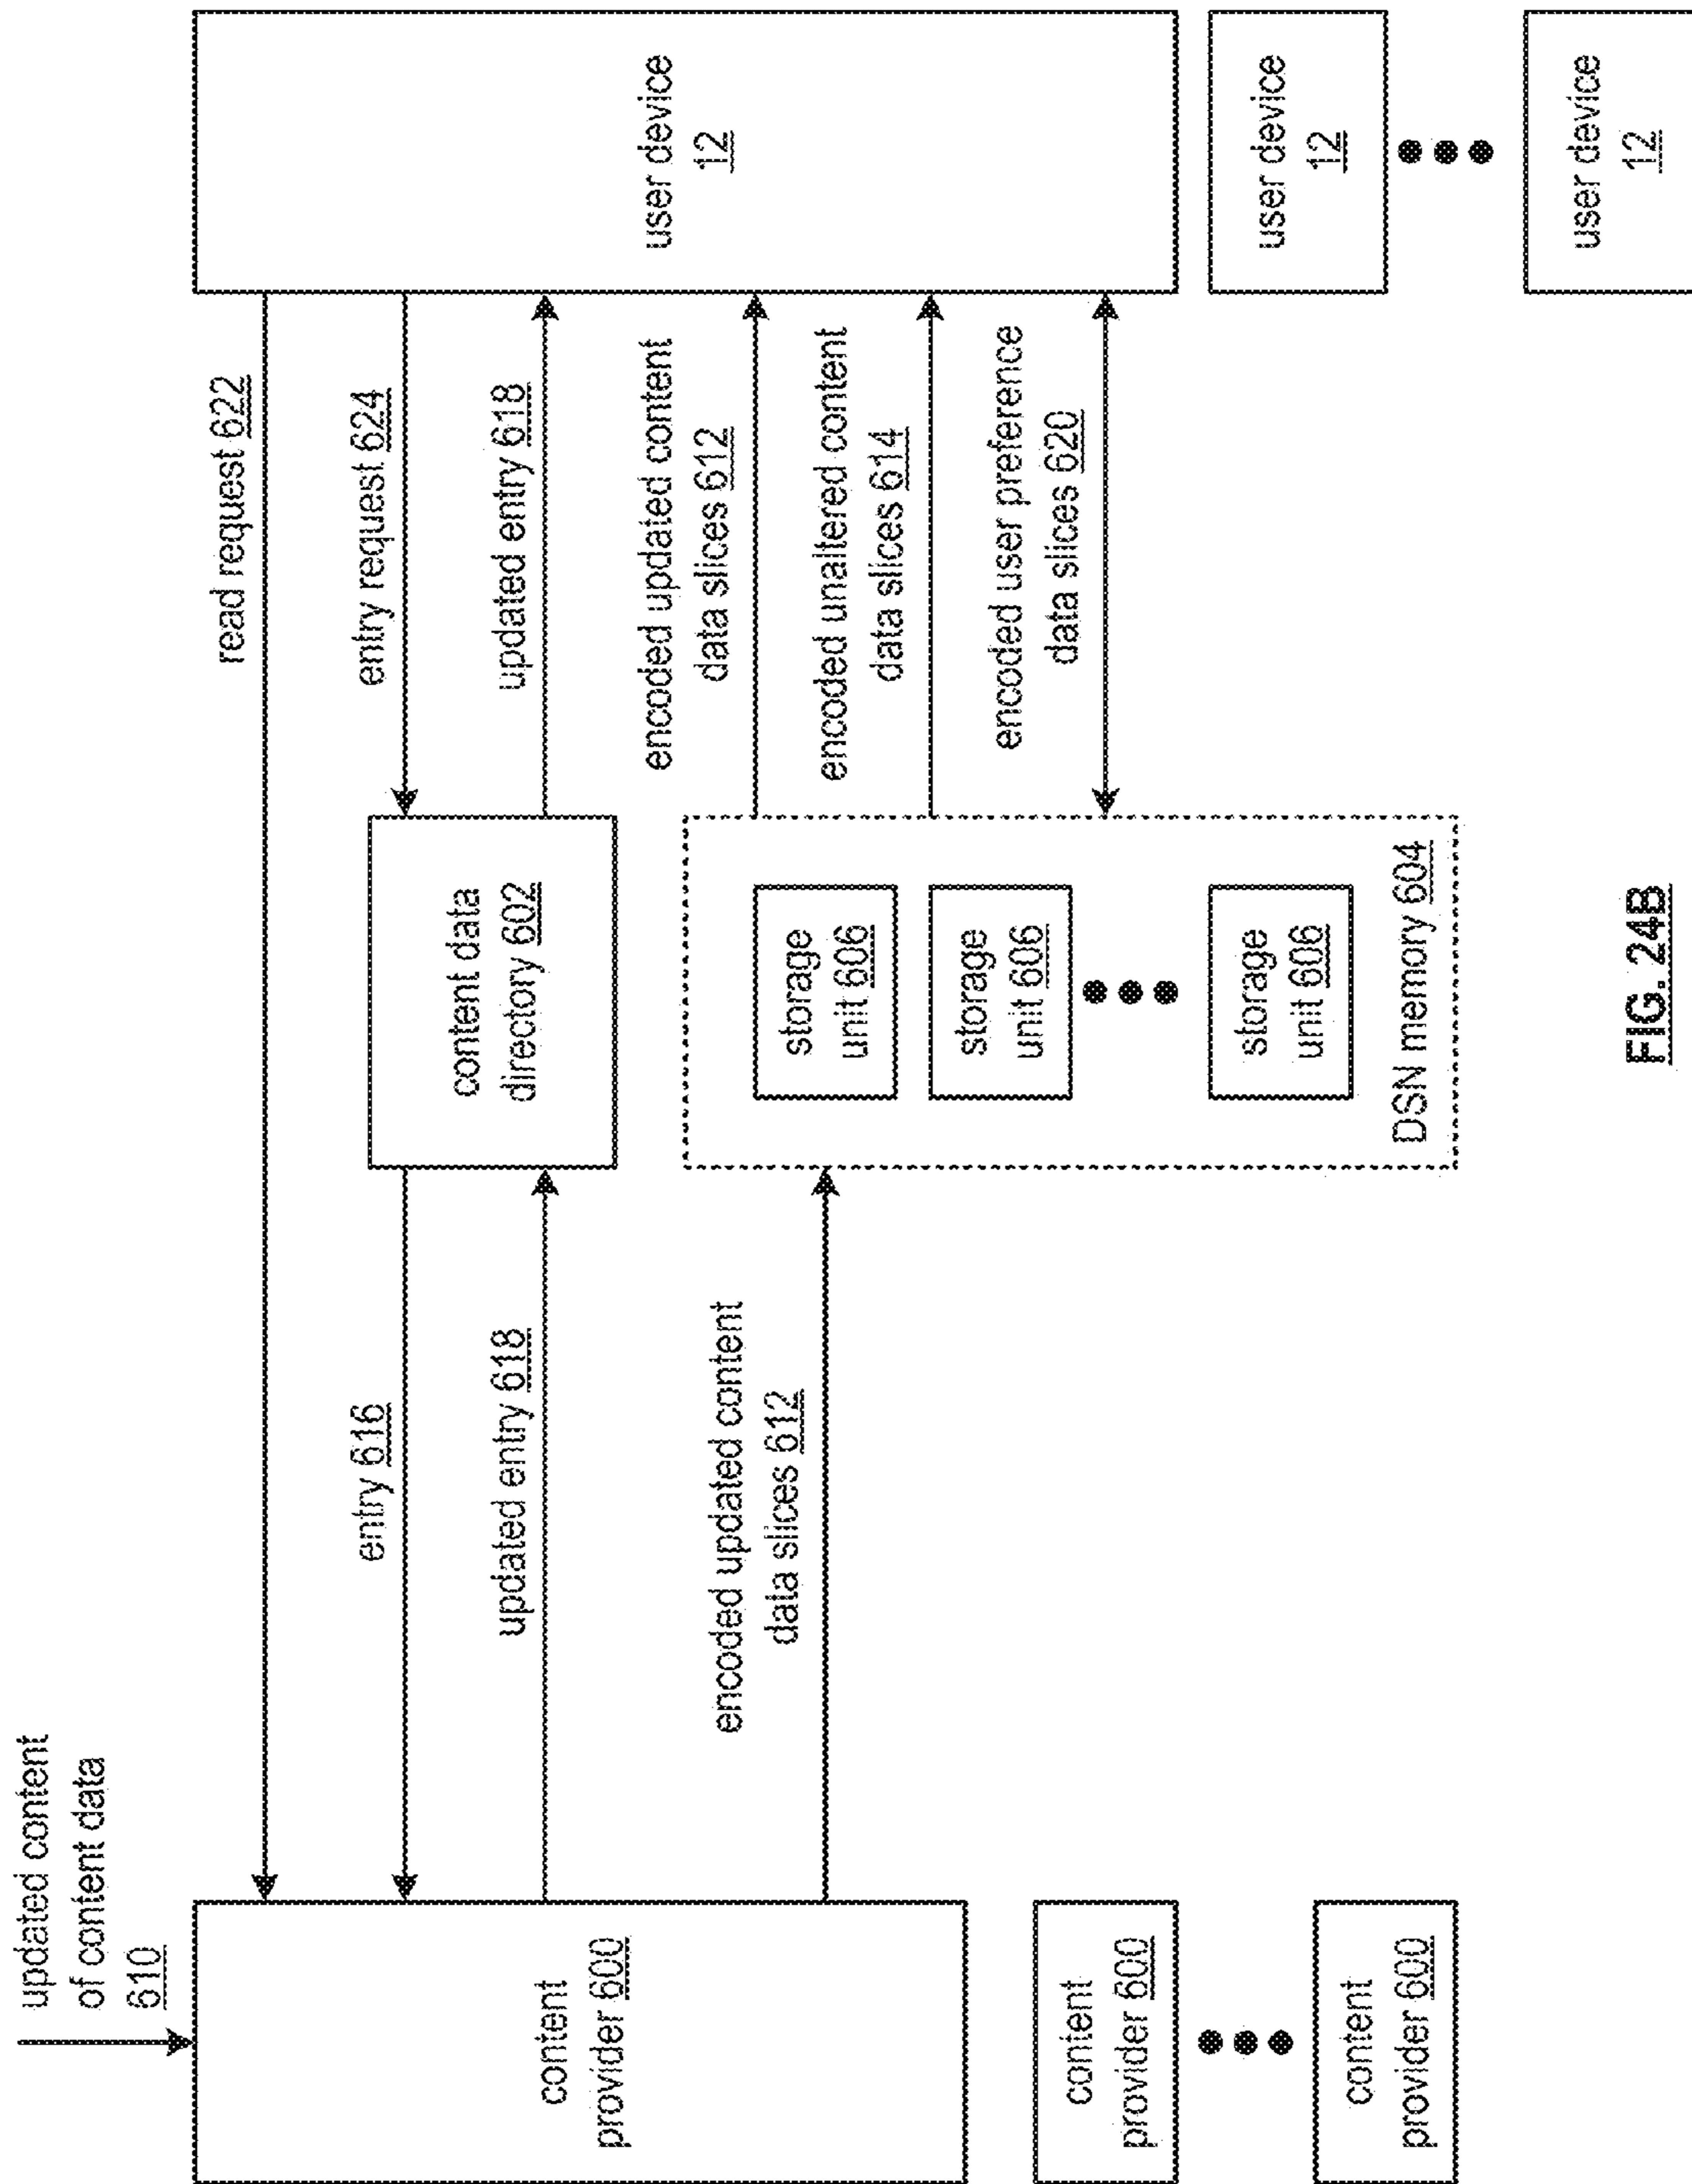 updated content
of content data
610
read request 622
entry 616
entry request 624
updated entry 618
updated entry 618
content
provider 600
content data
directory 602
user device
12
encoded updated content
data slices 612
encoded updated content
data slices 612
encoded unaltered content
data slices 614
encoded user preference
data slices 620
storage
unit 606
storage
unit 606
storage
unit 606
DSN memory 604
content
provider 600
content
provider 600
user device
12
user device
12
FIG. 24B